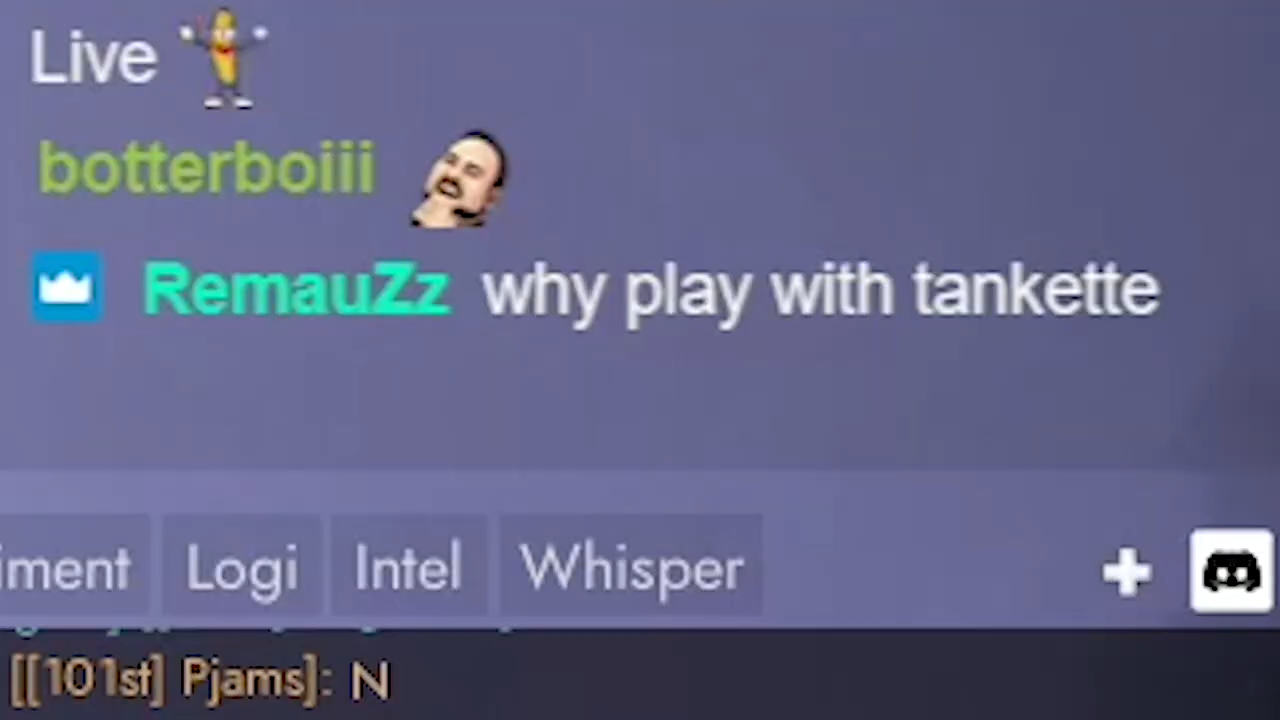 Live
botterboiii
RemauZz why play with tankette
iment Logi Intel Whisper
[[101st] Pjams]: N